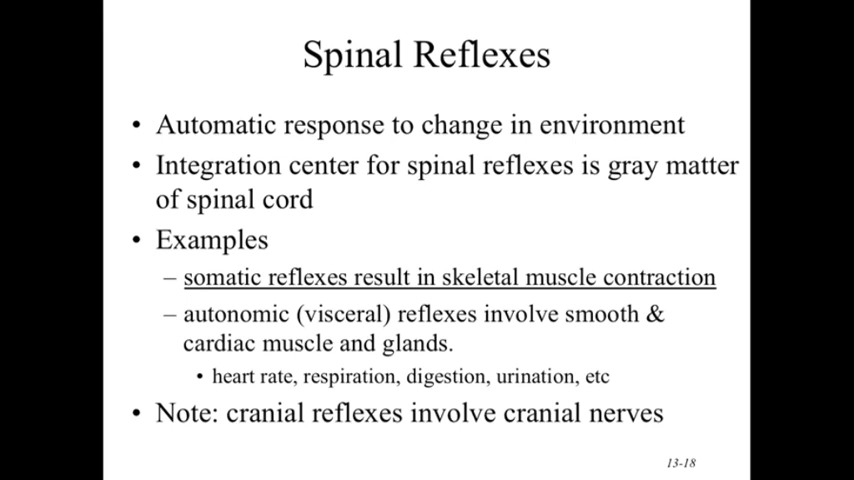 Spinal Reflexes
• Automatic response to change in environment
• Integration center for spinal reflexes is gray matter
of spinal cord
• Examples
– somatic reflexes result in skeletal muscle contraction
– autonomic (visceral) reflexes involve smooth &
cardiac muscle and glands.
• heart rate, respiration, digestion, urination, etc
• Note: cranial reflexes involve cranial nerves
13-18